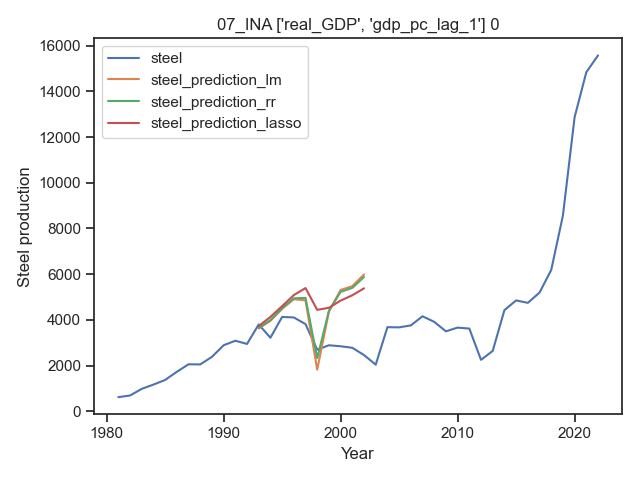 07_INA ['real_GDP', 'gdp_pc_lag_1'] 0
16000
14000
12000
10000
8000
6000
4000
2000
0
Steel production
steel
steel_prediction_lm
steel_prediction_rr
steel_prediction_lasso
1980
1990
2000
2010
2020
Year